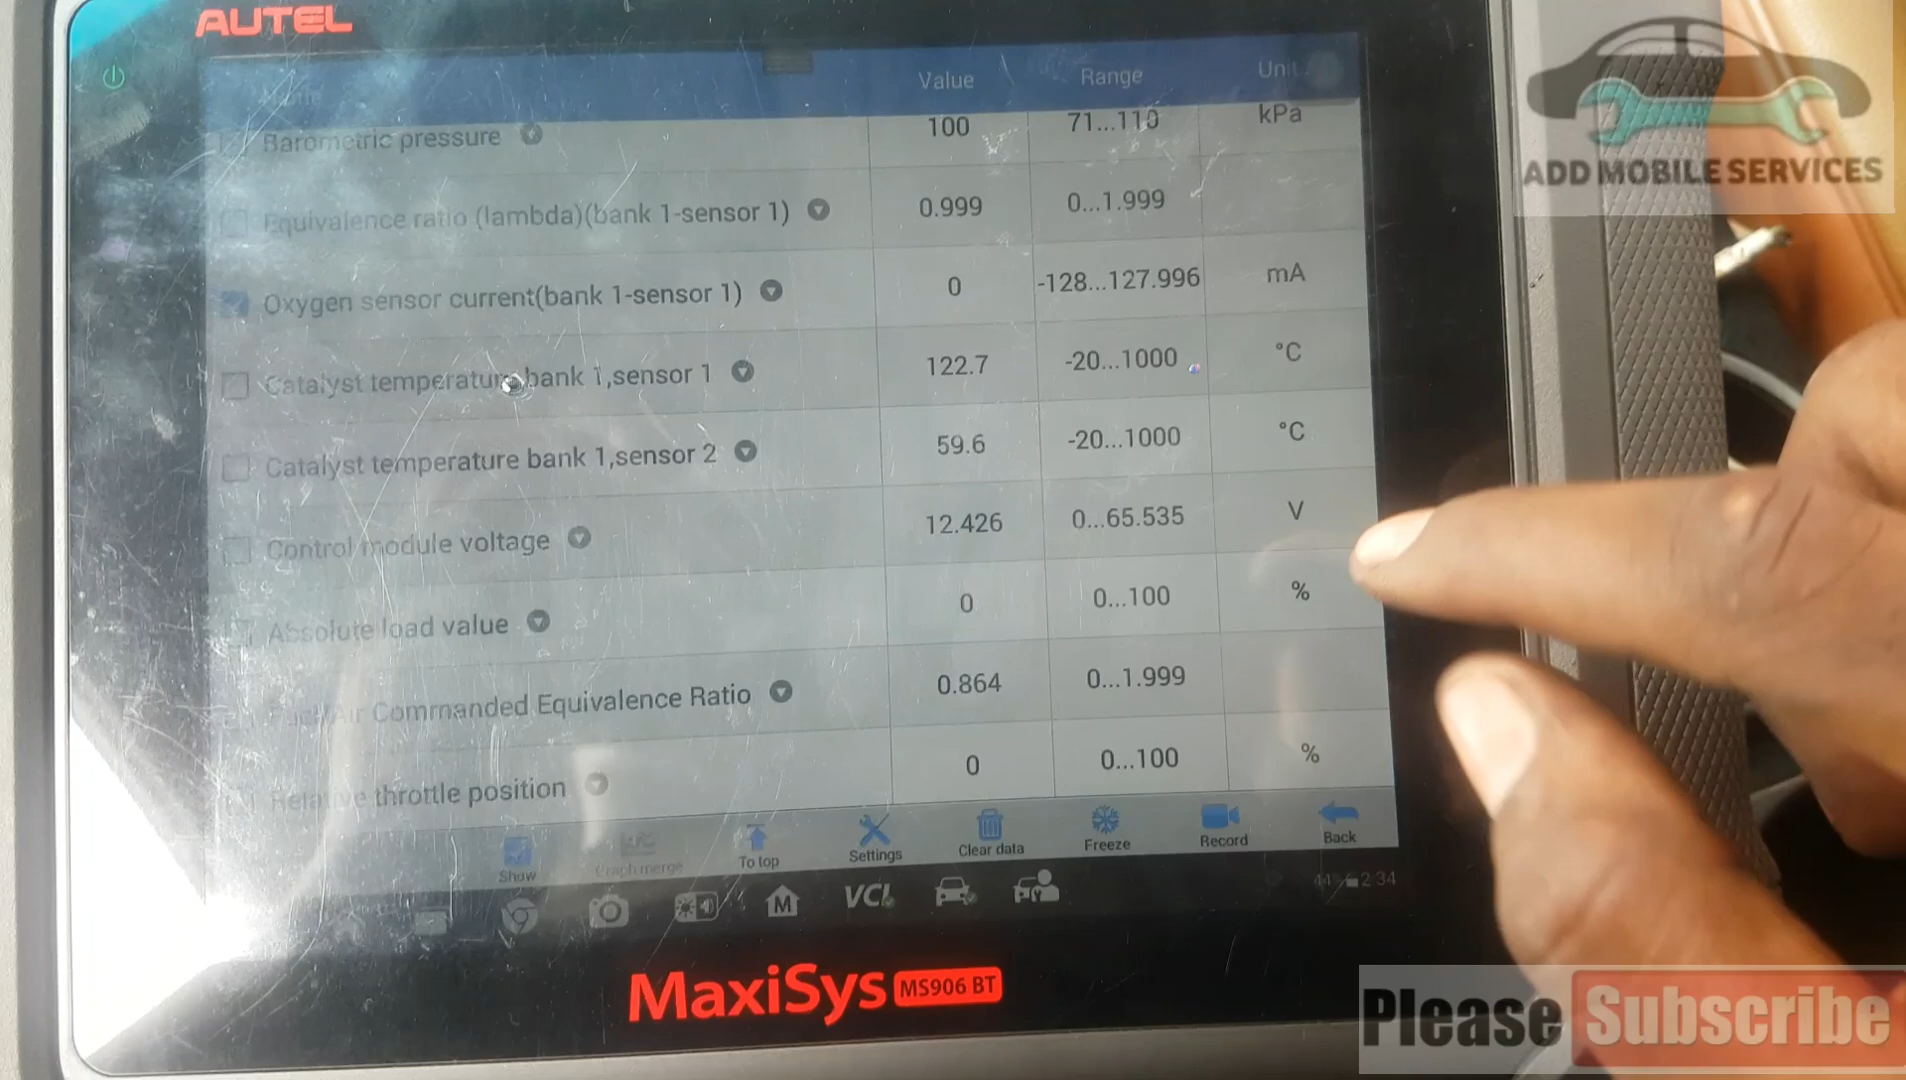 AUTEL
Value Range Unit
Barometric pressure 100 71...110 kPa
Equivalence ratio (lambda)(bank 1-sensor 1) 0.999 0...1.999
Oxygen sensor current(bank 1-sensor 1) 0 -128...127.996 mA
Catalyst temperature bank 1,sensor 1 122.7 -20...1000 °C
Catalyst temperature bank 1,sensor 2 59.6 -20...1000 °C
Control module voltage 12.426 0...65.535 V
Absolute load value 0 0...100 %
Fuel/Air Commanded Equivalence Ratio 0.864 0...1.999
Relative throttle position 0 0...100 %
Show Graph merge To top Settings Clear data Freeze Record Back
M VCI 44% 2:34
MaxiSys MS906 BT
ADD MOBILE SERVICES
Please Subscribe